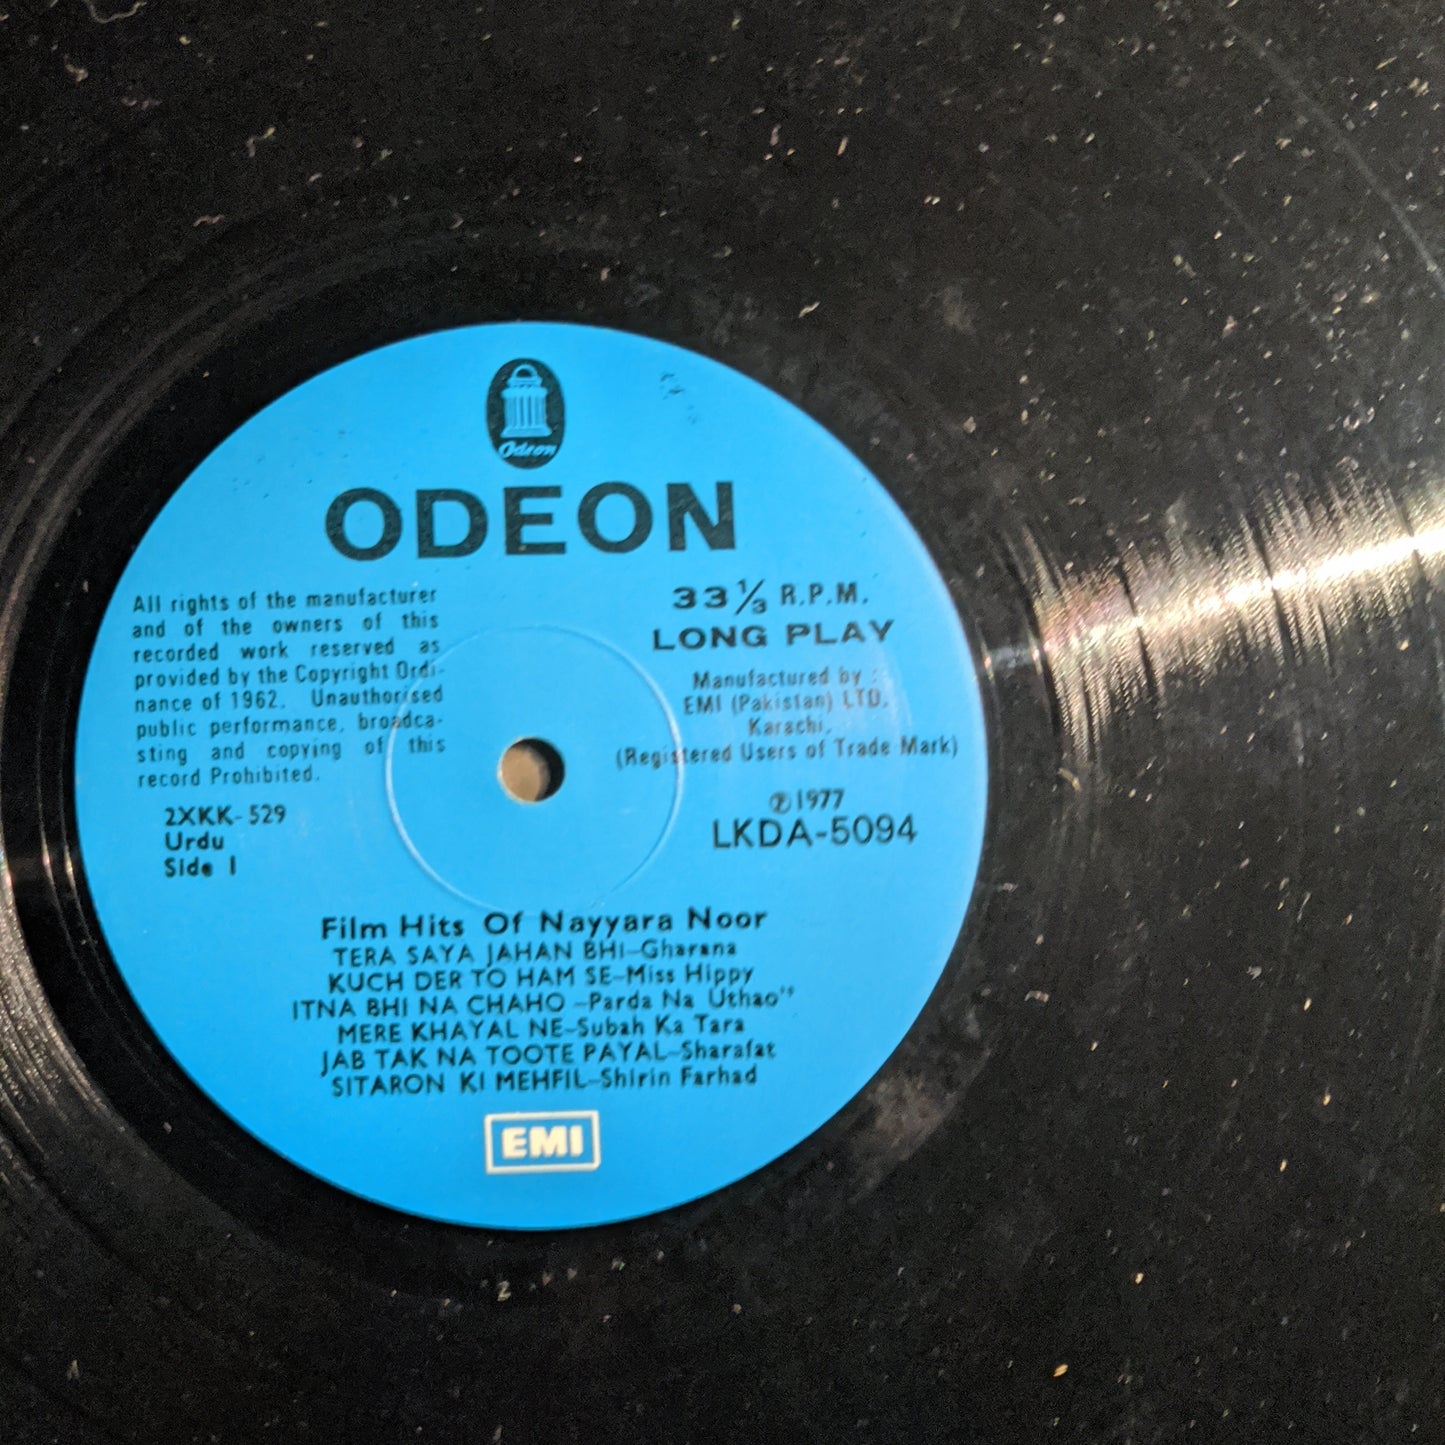 Odeon
ODEON
All rights of the manufacturer
and of the owners of this
recorded work reserved as
provided by the Copyright Ordi-
nance of 1962. Unauthorised
public performance, broadca-
sting and copying of this
record Prohibited.
2XKK-529
Urdu
Side I
33⅓ R.P.M.
LONG PLAY
Manufactured by :
EMI (Pakistan) LTD.
Karachi.
(Registered Users of Trade Mark)
℗1977
LKDA-5094
Film Hits Of Nayyara Noor
TERA SAYA JAHAN BHI–Gharana
KUCH DER TO HAM SE–Miss Hippy
ITNA BHI NA CHAHO –Parda Na Uthao"
MERE KHAYAL NE–Subah Ka Tara
JAB TAK NA TOOTE PAYAL–Sharafat
SITARON KI MEHFIL–Shirin Farhad
EMI